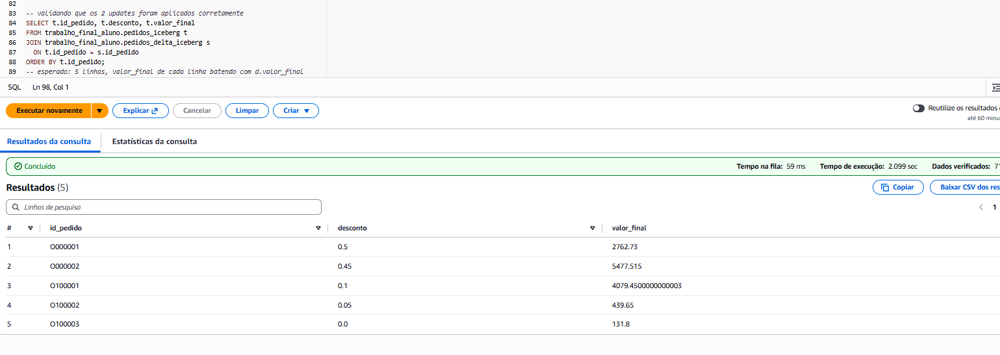 82
83 -- validando que os 2 updates foram aplicados corretamente
84 SELECT t.id_pedido, t.desconto, t.valor_final
85 FROM trabalho_final_aluno.pedidos_iceberg t
86 JOIN trabalho_final_aluno.pedidos_delta_iceberg s
87 ON t.id_pedido = s.id_pedido
88 ORDER BY t.id_pedido;
89 -- esperado: 5 linhas, valor_final de cada linha batendo com d.valor_final
SQL Ln 98, Col 1
Executar novamente Explicar Cancelar Limpar Criar Reutilize os resultados
até 60 minu
Resultados da consulta Estatísticas da consulta
Concluído Tempo na fila: 59 ms Tempo de execução: 2.099 sec Dados verificados: 71
Resultados (5) Copiar Baixar CSV dos res
Linhas de pesquisa 1
# id_pedido desconto valor_final
1 O000001 0.5 2762.73
2 O000002 0.45 5477.515
3 O100001 0.1 4079.4500000000003
4 O100002 0.05 439.65
5 O100003 0.0 131.8